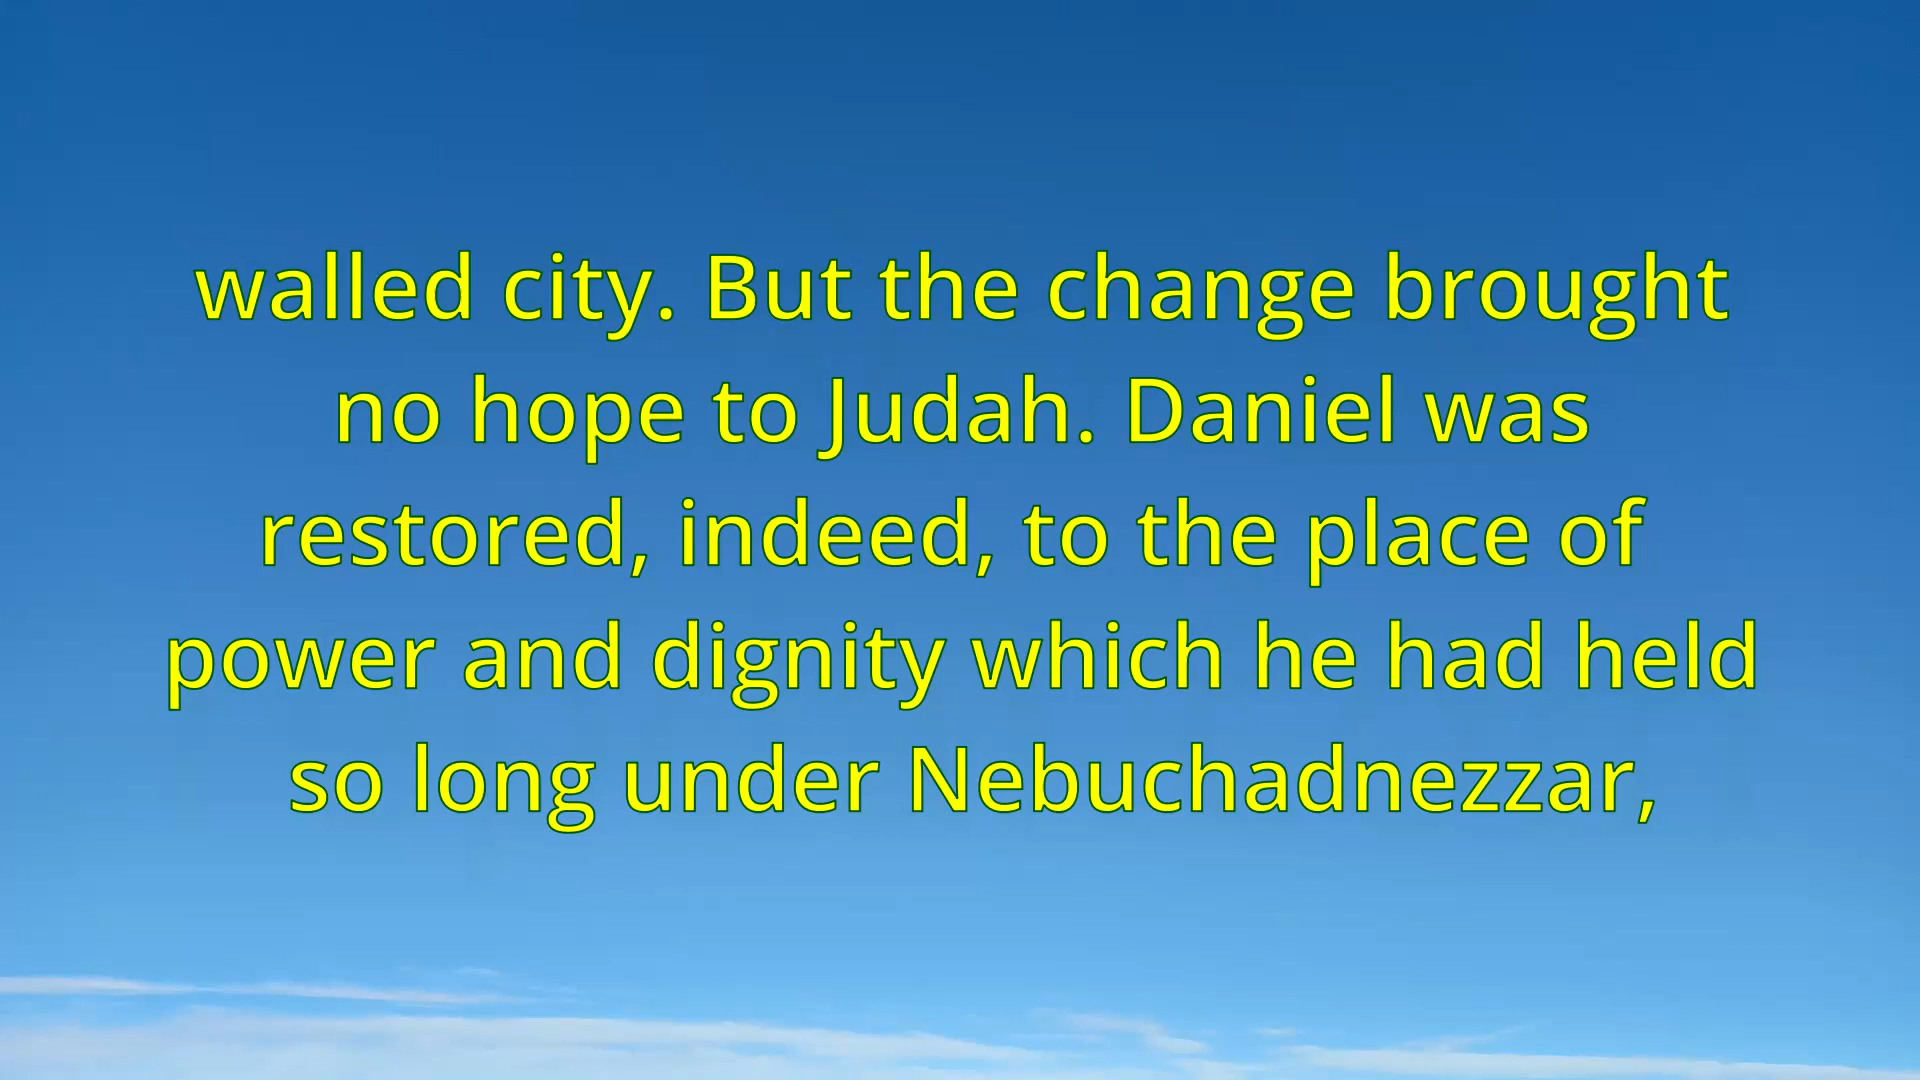 walled city. But the change brought
no hope to Judah. Daniel was
restored, indeed, to the place of
power and dignity which he had held
so long under Nebuchadnezzar,